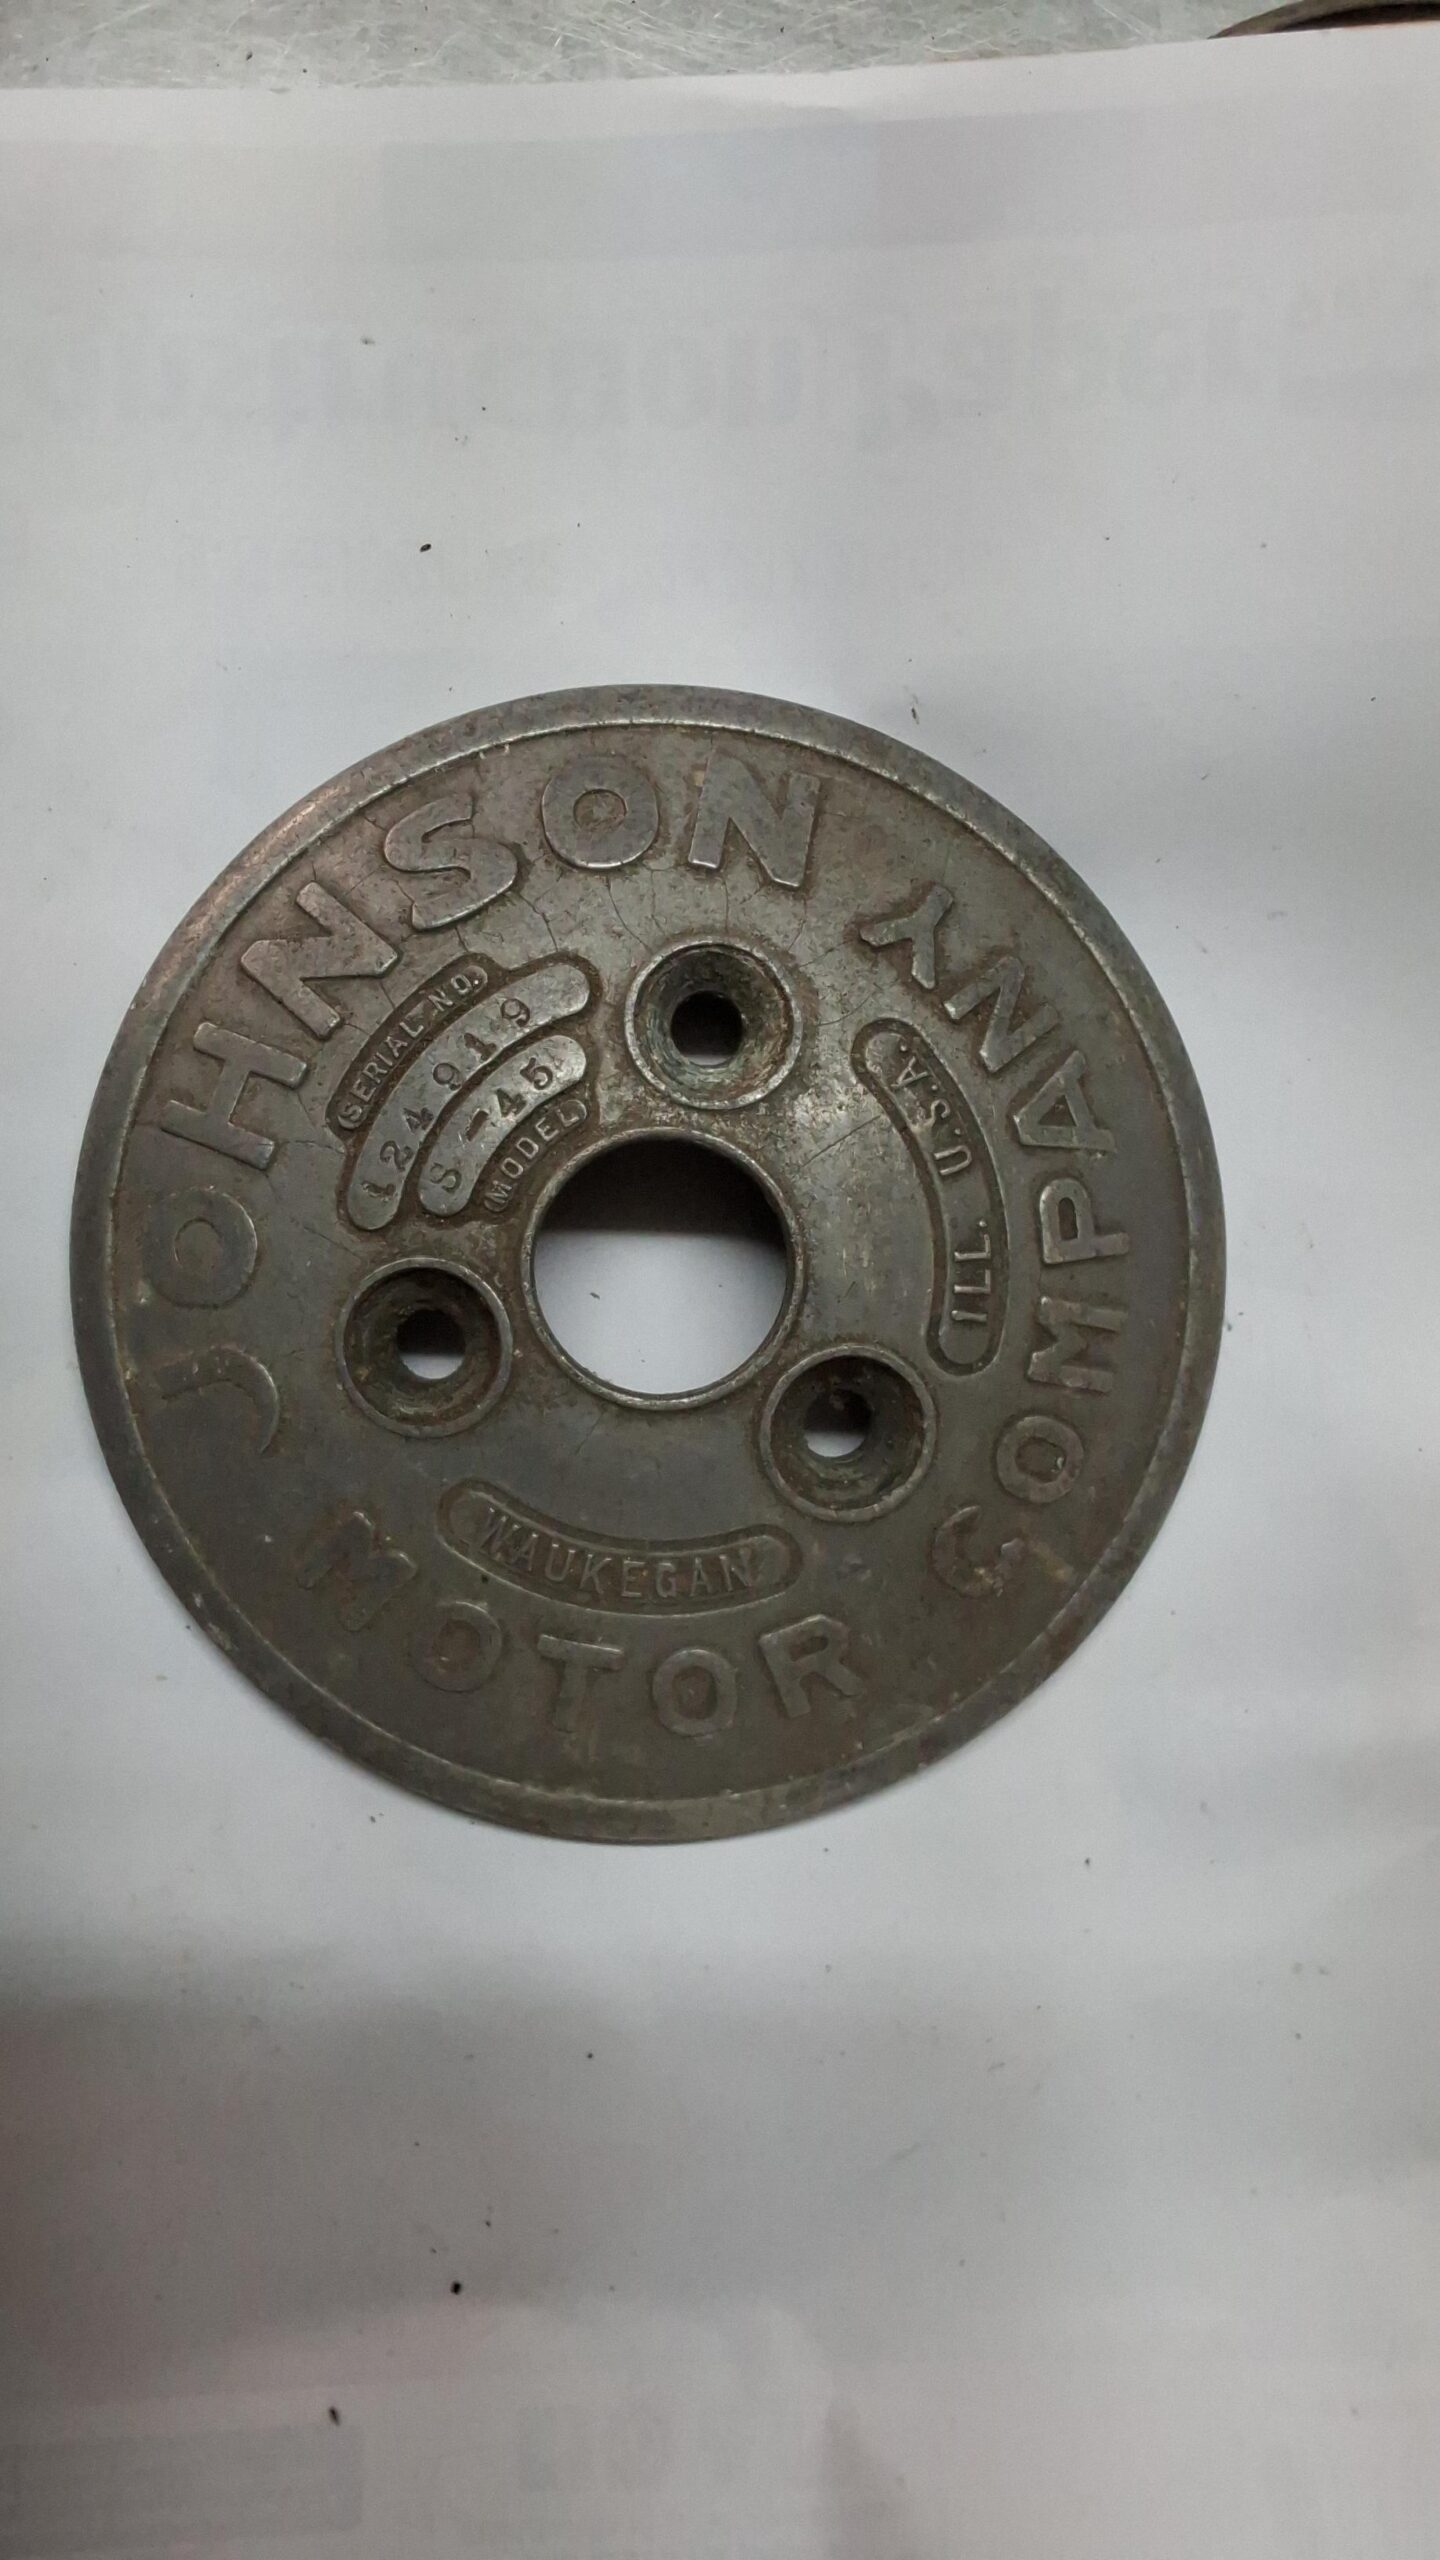 JOHNSON
MOTOR COMPANY
(SERIAL NO.)
124919
S-45
(MODEL)
WAUKEGAN
ILL. U.S.A.